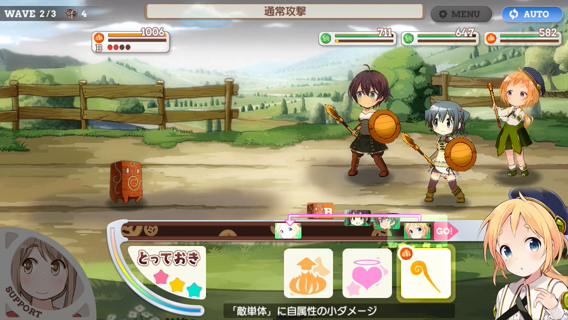 WAVE 2/3 4
通常攻撃
MENU
AUTO
1006
B
711
647
582
B
GO!
とっておき
SUPPORT
「敵単体」に自属性の小ダメージ